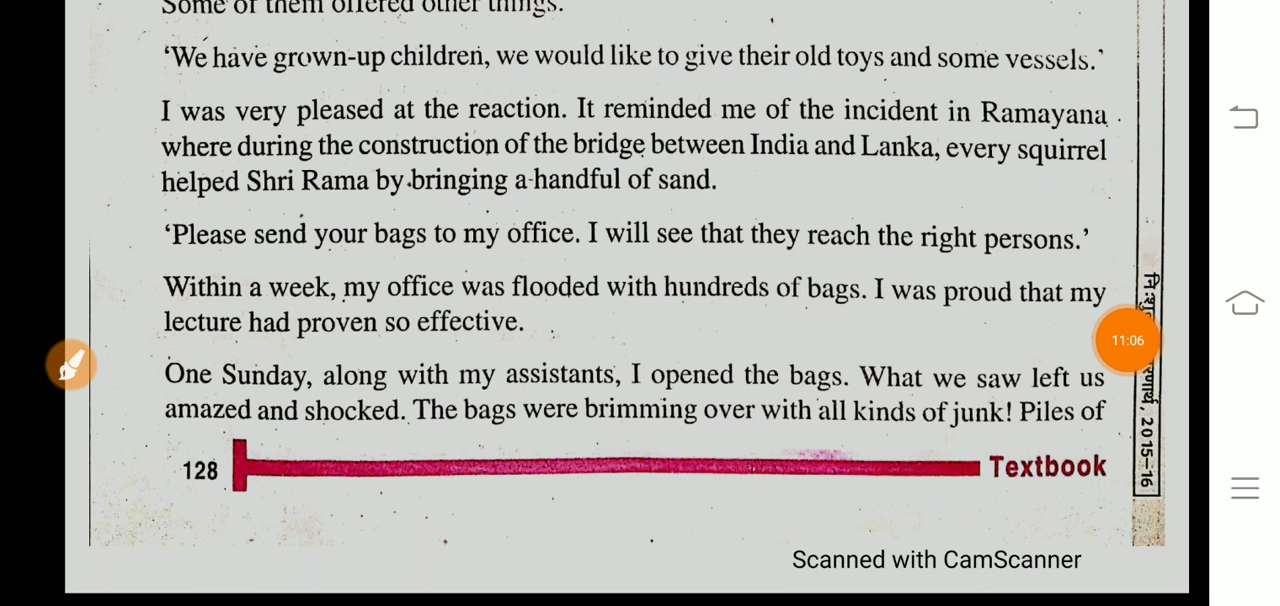 Some of them offered other things.
‘We have grown-up children, we would like to give their old toys and some vessels.’
I was very pleased at the reaction. It reminded me of the incident in Ramayana
where during the construction of the bridge between India and Lanka, every squirrel
helped Shri Rama by bringing a handful of sand.
‘Please send your bags to my office. I will see that they reach the right persons.’
Within a week, my office was flooded with hundreds of bags. I was proud that my
lecture had proven so effective.
One Sunday, along with my assistants, I opened the bags. What we saw left us
amazed and shocked. The bags were brimming over with all kinds of junk! Piles of
128
Textbook
2015–16
11:06
Scanned with CamScanner